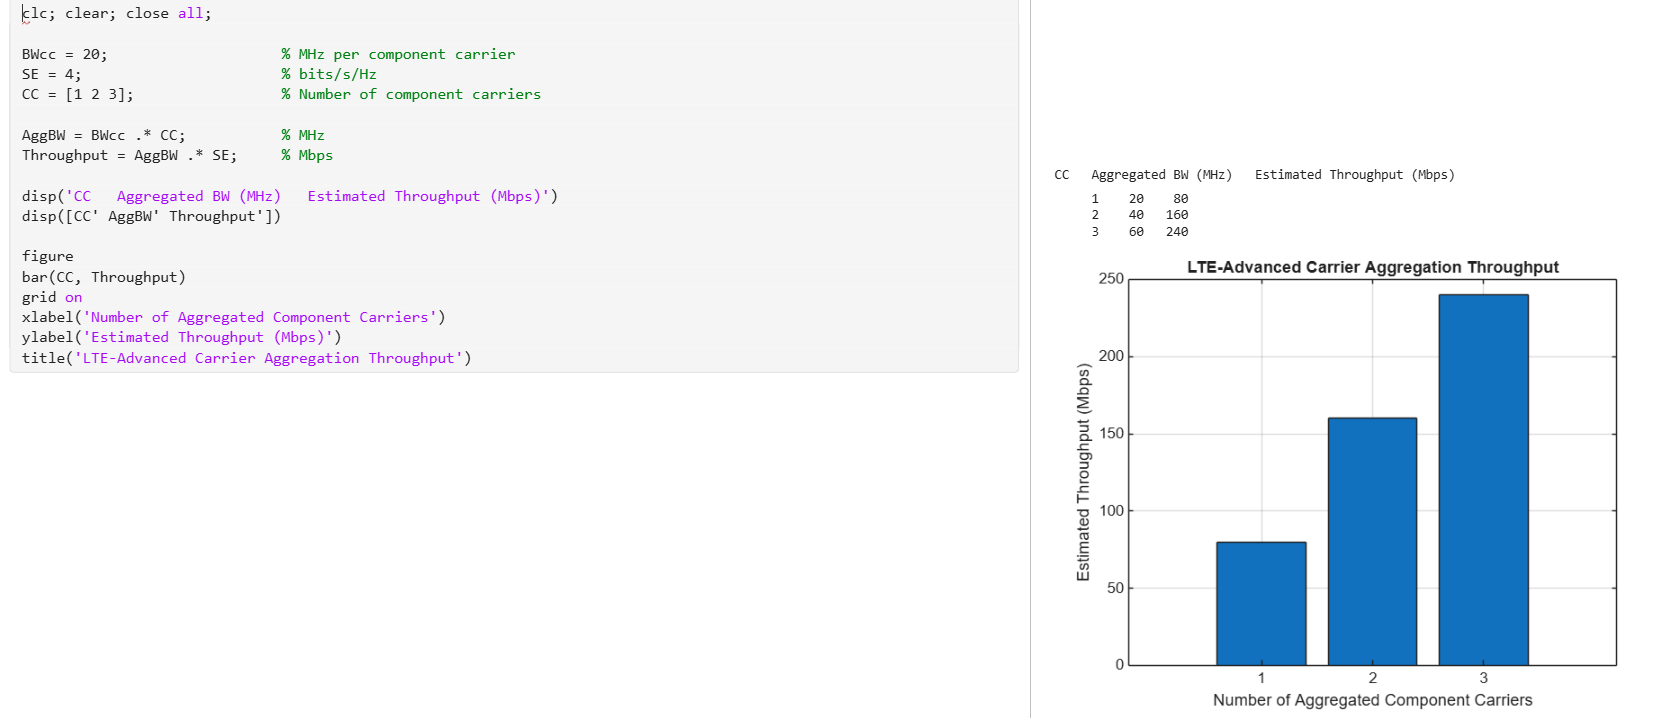 clc; clear; close all;
BWcc = 20; % MHz per component carrier
SE = 4; % bits/s/Hz
CC = [1 2 3]; % Number of component carriers
AggBW = BWcc .* CC; % MHz
Throughput = AggBW .* SE; % Mbps
disp('CC   Aggregated BW (MHz)   Estimated Throughput (Mbps)')
disp([CC' AggBW' Throughput'])
figure
bar(CC, Throughput)
grid on
xlabel('Number of Aggregated Component Carriers')
ylabel('Estimated Throughput (Mbps)')
title('LTE-Advanced Carrier Aggregation Throughput')
CC   Aggregated BW (MHz)   Estimated Throughput (Mbps)
1 20 80
2 40 160
3 60 240
LTE-Advanced Carrier Aggregation Throughput
250
200
150
100
50
0
Estimated Throughput (Mbps)
1 2 3
Number of Aggregated Component Carriers